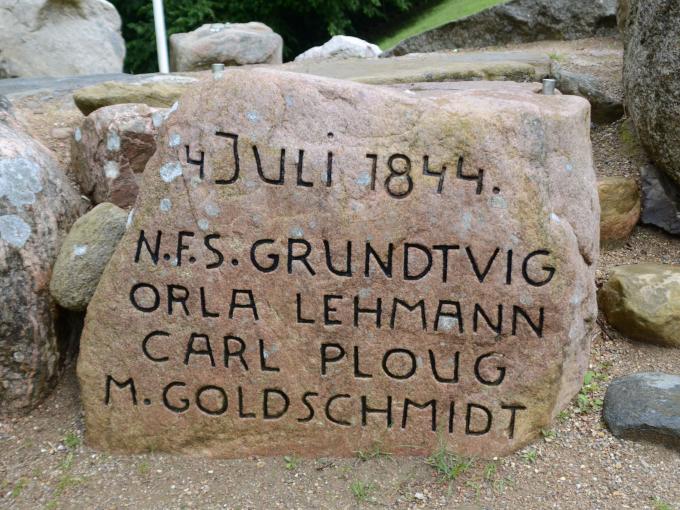 4 JULI 1844.
N.F.S. GRUNDTVIG
ORLA LEHMANN
CARL PLOUG
M. GOLDSCHMIDT